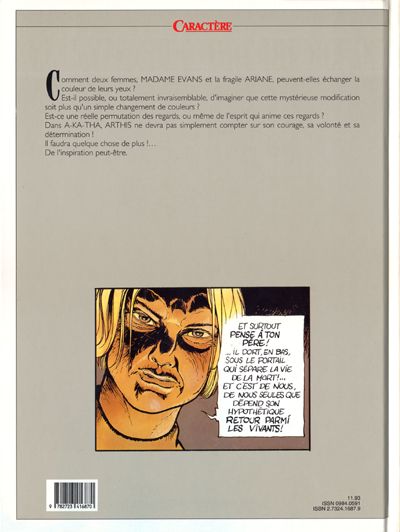 CARACTÈRE
Comment deux femmes, MADAME EVANS et la fragile ARIANE, peuvent-elles échanger la
couleur de leurs yeux ?
Est-il possible, ou totalement invraisemblable, d'imaginer que cette mystérieuse modification
soit plus qu'un simple changement de couleurs ?
Est-ce une réelle permutation des regards, ou même de l'esprit qui anime ces regards ?
Dans A-KA-THA, ARTHIS ne devra pas simplement compter sur son courage, sa volonté et sa
détermination !
Il faudra quelque chose de plus !...
De l'inspiration peut-être.
ET SURTOUT
PENSE À TON
PÈRE !
...IL DORT, EN BAS,
SOUS LE PORTAIL
QUI SÉPARE LA VIE
DE LA MORT !...
ET C'EST DE NOUS,
DE NOUS SEULES QUE
DÉPEND SON
HYPOTHÉTIQUE
RETOUR PARMI
LES VIVANTS !
9 782723 416870
11.93
ISSN 0984.0591
ISBN 2.7324.1687.9